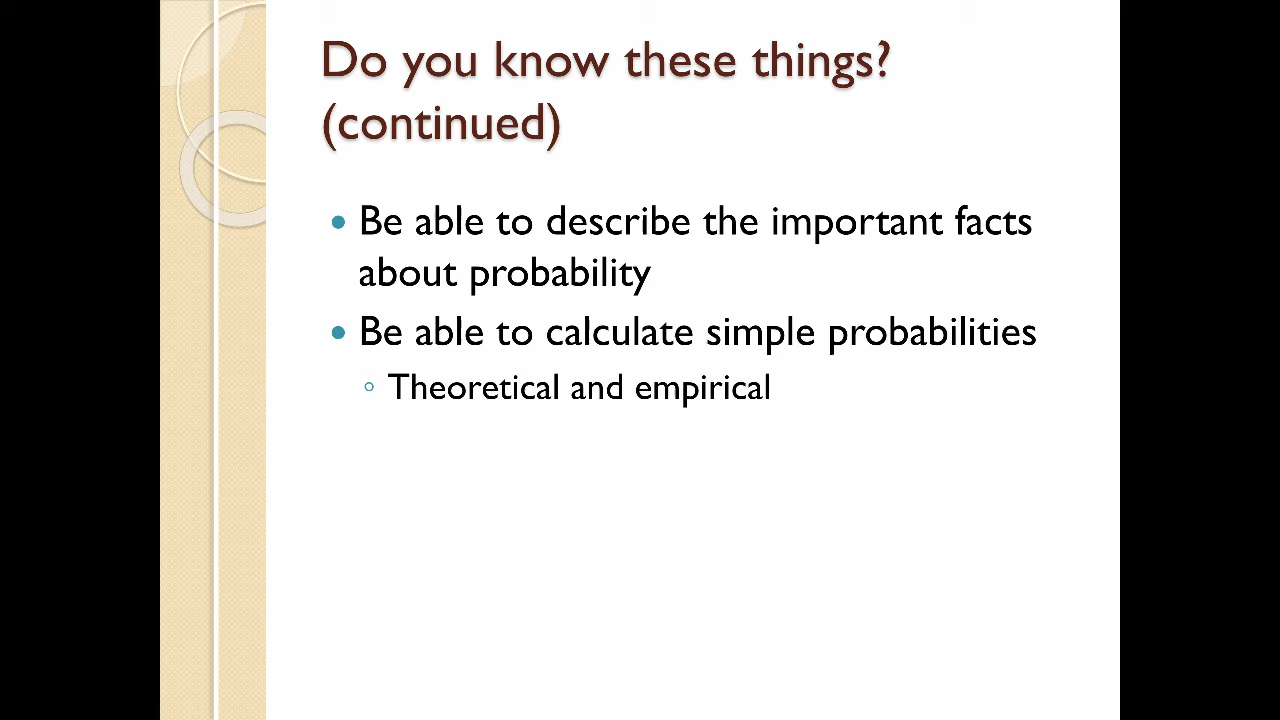 Do you know these things?
(continued)
• Be able to describe the important facts
about probability
• Be able to calculate simple probabilities
◦ Theoretical and empirical